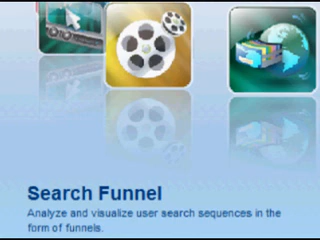 Search Funnel
Analyze and visualize user search sequences in the
form of funnels.